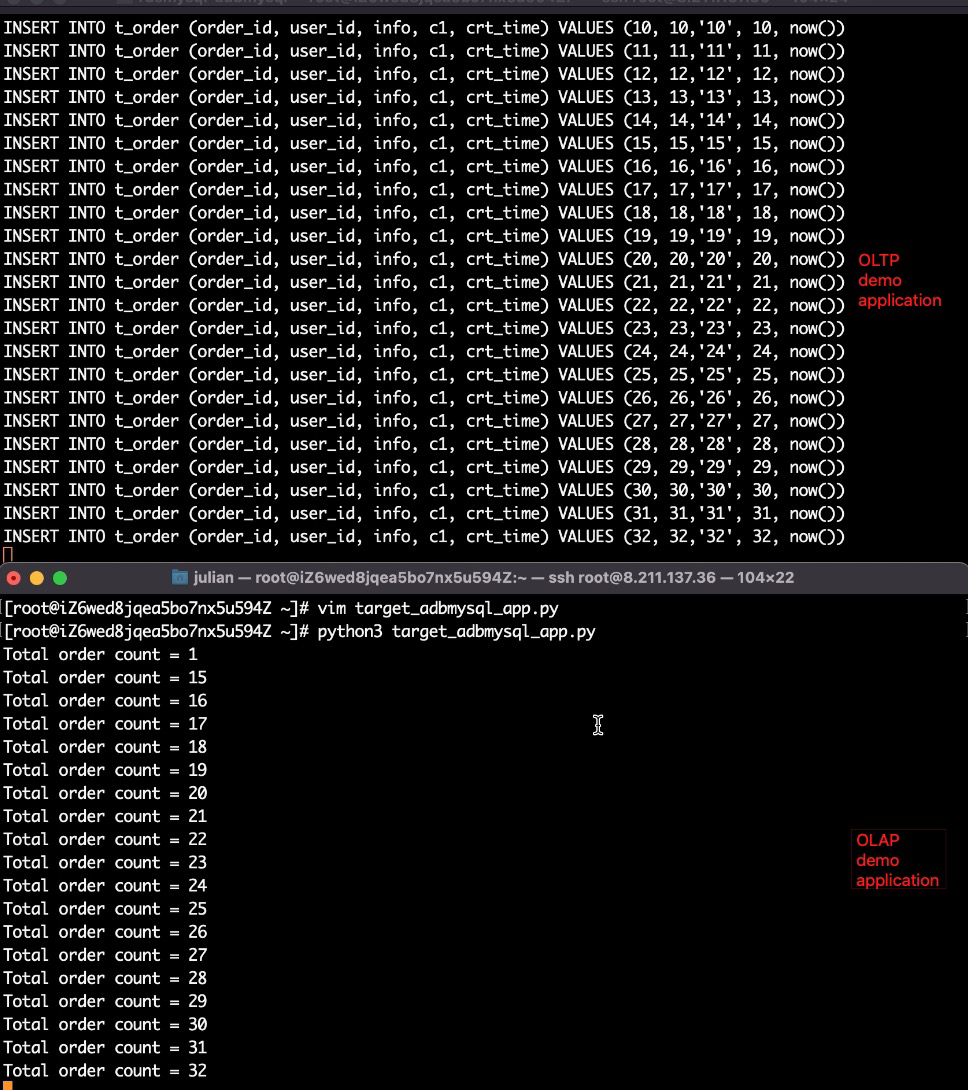 INSERT INTO t_order (order_id, user_id, info, c1, crt_time) VALUES (10, 10,'10', 10, now())
INSERT INTO t_order (order_id, user_id, info, c1, crt_time) VALUES (11, 11,'11', 11, now())
INSERT INTO t_order (order_id, user_id, info, c1, crt_time) VALUES (12, 12,'12', 12, now())
INSERT INTO t_order (order_id, user_id, info, c1, crt_time) VALUES (13, 13,'13', 13, now())
INSERT INTO t_order (order_id, user_id, info, c1, crt_time) VALUES (14, 14,'14', 14, now())
INSERT INTO t_order (order_id, user_id, info, c1, crt_time) VALUES (15, 15,'15', 15, now())
INSERT INTO t_order (order_id, user_id, info, c1, crt_time) VALUES (16, 16,'16', 16, now())
INSERT INTO t_order (order_id, user_id, info, c1, crt_time) VALUES (17, 17,'17', 17, now())
INSERT INTO t_order (order_id, user_id, info, c1, crt_time) VALUES (18, 18,'18', 18, now())
INSERT INTO t_order (order_id, user_id, info, c1, crt_time) VALUES (19, 19,'19', 19, now())
INSERT INTO t_order (order_id, user_id, info, c1, crt_time) VALUES (20, 20,'20', 20, now())
INSERT INTO t_order (order_id, user_id, info, c1, crt_time) VALUES (21, 21,'21', 21, now())
INSERT INTO t_order (order_id, user_id, info, c1, crt_time) VALUES (22, 22,'22', 22, now())
INSERT INTO t_order (order_id, user_id, info, c1, crt_time) VALUES (23, 23,'23', 23, now())
INSERT INTO t_order (order_id, user_id, info, c1, crt_time) VALUES (24, 24,'24', 24, now())
INSERT INTO t_order (order_id, user_id, info, c1, crt_time) VALUES (25, 25,'25', 25, now())
INSERT INTO t_order (order_id, user_id, info, c1, crt_time) VALUES (26, 26,'26', 26, now())
INSERT INTO t_order (order_id, user_id, info, c1, crt_time) VALUES (27, 27,'27', 27, now())
INSERT INTO t_order (order_id, user_id, info, c1, crt_time) VALUES (28, 28,'28', 28, now())
INSERT INTO t_order (order_id, user_id, info, c1, crt_time) VALUES (29, 29,'29', 29, now())
INSERT INTO t_order (order_id, user_id, info, c1, crt_time) VALUES (30, 30,'30', 30, now())
INSERT INTO t_order (order_id, user_id, info, c1, crt_time) VALUES (31, 31,'31', 31, now())
INSERT INTO t_order (order_id, user_id, info, c1, crt_time) VALUES (32, 32,'32', 32, now())
OLTP
demo
application
julian — root@iZ6wed8jqea5bo7nx5u594Z:~ — ssh root@8.211.137.36 — 104×22
[root@iZ6wed8jqea5bo7nx5u594Z ~]# vim target_adbmysql_app.py
[root@iZ6wed8jqea5bo7nx5u594Z ~]# python3 target_adbmysql_app.py
Total order count = 1
Total order count = 15
Total order count = 16
Total order count = 17
Total order count = 18
Total order count = 19
Total order count = 20
Total order count = 21
Total order count = 22
Total order count = 23
Total order count = 24
Total order count = 25
Total order count = 26
Total order count = 27
Total order count = 28
Total order count = 29
Total order count = 30
Total order count = 31
Total order count = 32
OLAP
demo
application